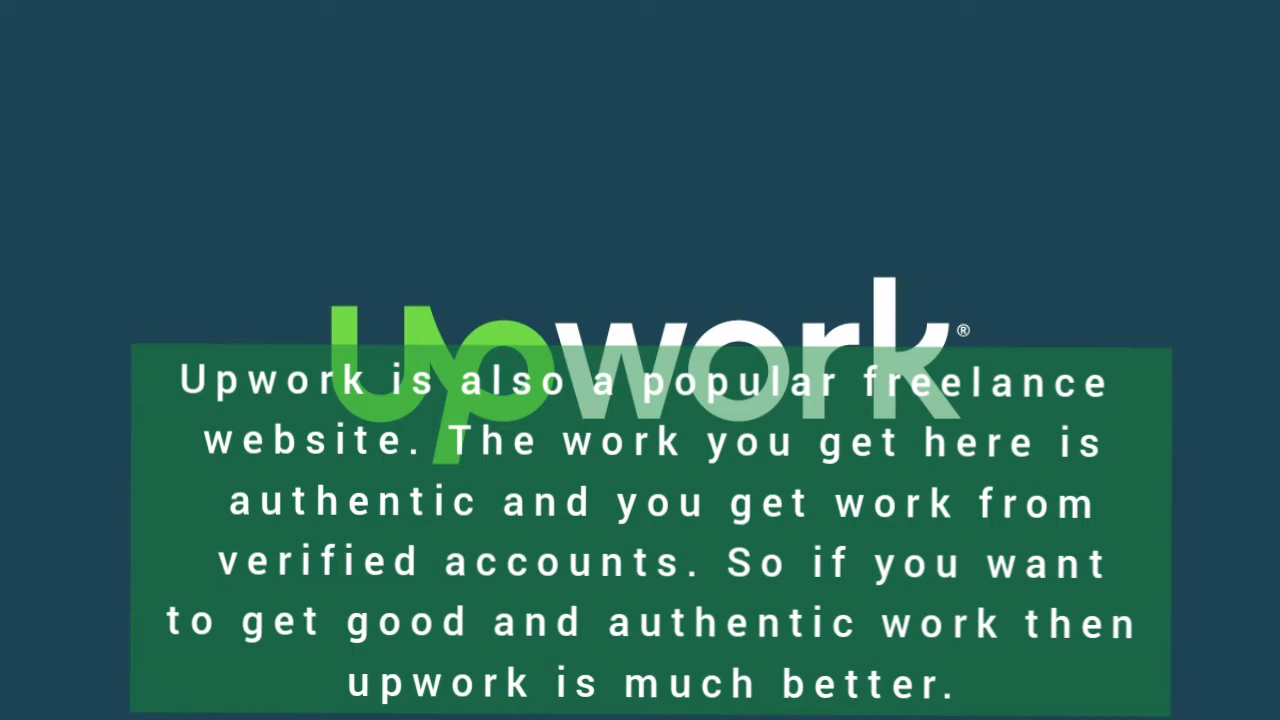 upwork®
Upwork is also a popular freelance
website. The work you get here is
authentic and you get work from
verified accounts. So if you want
to get good and authentic work then
upwork is much better.